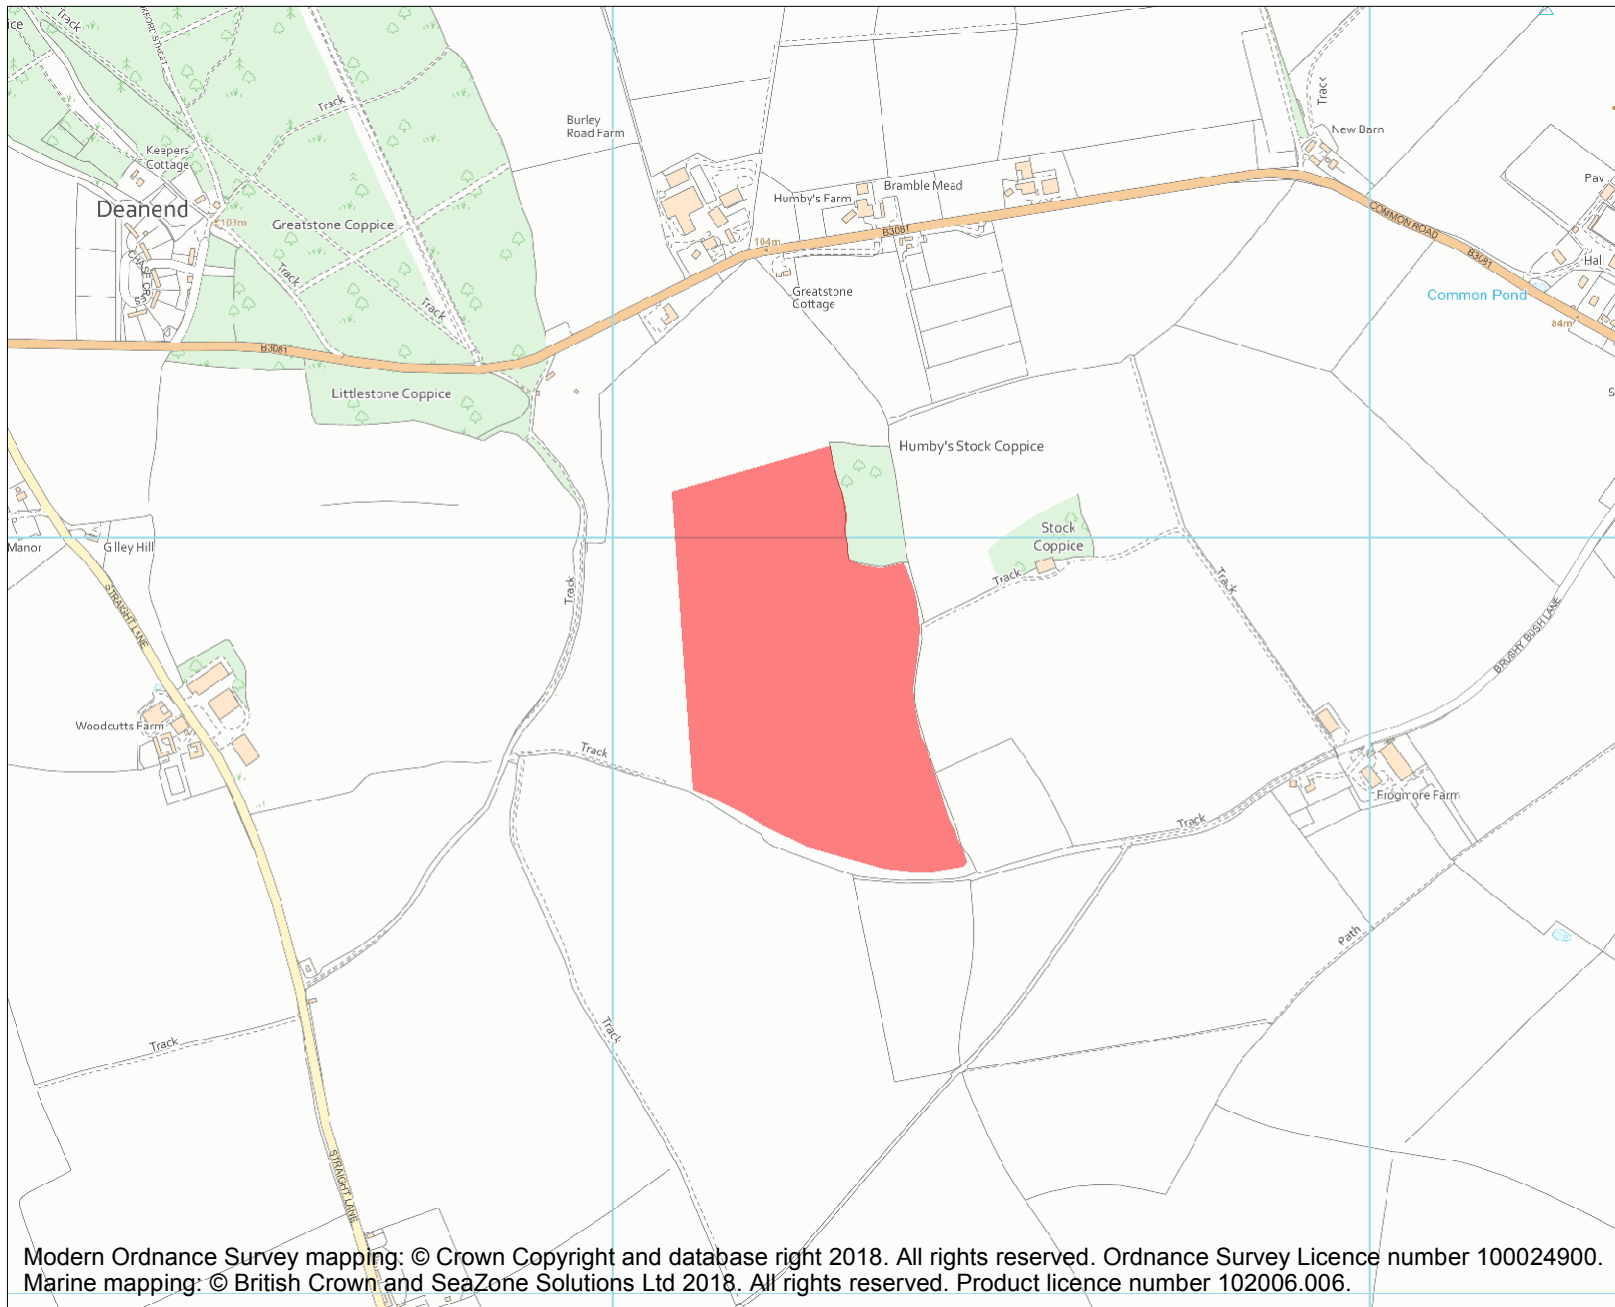 ice
Track
Track
Track
Burley
Road Farm
New Barn
Keepers
Cottage
Pav
Bramble Mead
Humby's Farm
Deanend
103m
Greatstone Coppice
COMMON ROAD
B3081
104m
B3081
Hal
Track
Track
Greatstone
Cottage
Common Pond
84m
B3081
Littlestone Coppice
S
Humby's Stock Coppice
Stock
Coppice
Manor
Gilley Hill
Track
Track
Track
STRAIGHT LANE
BRUSHY BUSH LANE
Woodcutts Farm
Track
Frogmore Farm
Track
Path
Track
Track
STRAIGHT LANE
Modern Ordnance Survey mapping: © Crown Copyright and database right 2018. All rights reserved. Ordnance Survey Licence number 100024900.
Marine mapping: © British Crown and SeaZone Solutions Ltd 2018. All rights reserved. Product licence number 102006.006.